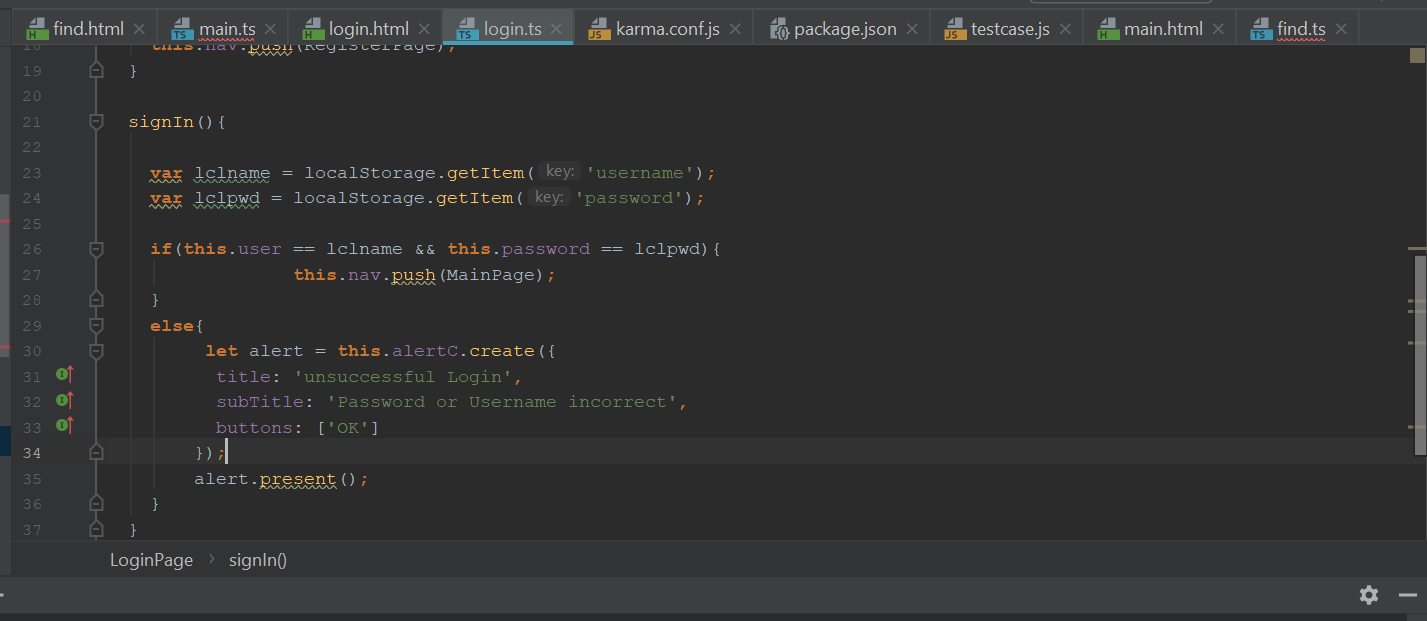 find.html main.ts login.html login.ts karma.conf.js package.json testcase.js main.html find.ts
18 this.nav.push(RegisterPage);
19 }
20
21 signIn(){
22
23 var lclname = localStorage.getItem( key: 'username');
24 var lclpwd = localStorage.getItem( key: 'password');
25
26 if(this.user == lclname && this.password == lclpwd){
27 this.nav.push(MainPage);
28 }
29 else{
30 let alert = this.alertC.create({
31 title: 'unsuccessful Login',
32 subTitle: 'Password or Username incorrect',
33 buttons: ['OK']
34 });
35 alert.present();
36 }
37 }
LoginPage › signIn()